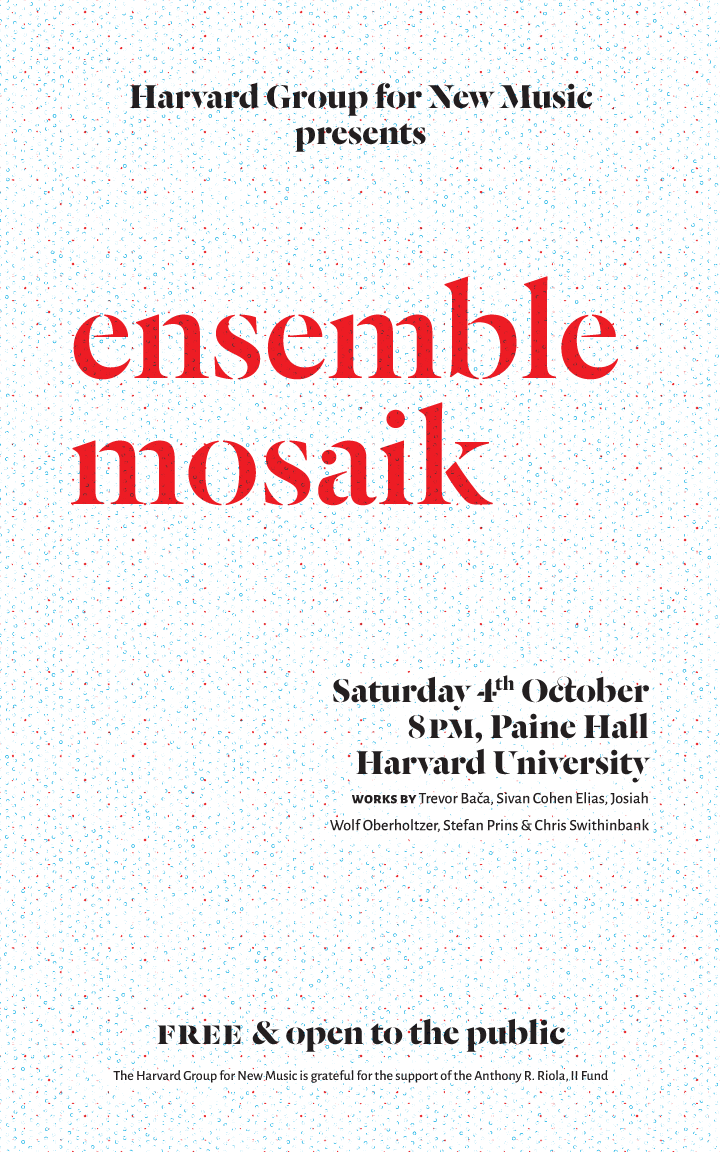 Harvard Group for New Music
presents
ensemble
mosaik
Saturday 4th October
8 PM, Paine Hall
Harvard University
WORKS BY Trevor Bača, Sivan Cohen Elias, Josiah
Wolf Oberholtzer, Stefan Prins & Chris Swithinbank
FREE & open to the public
The Harvard Group for New Music is grateful for the support of the Anthony R. Riola, II Fund